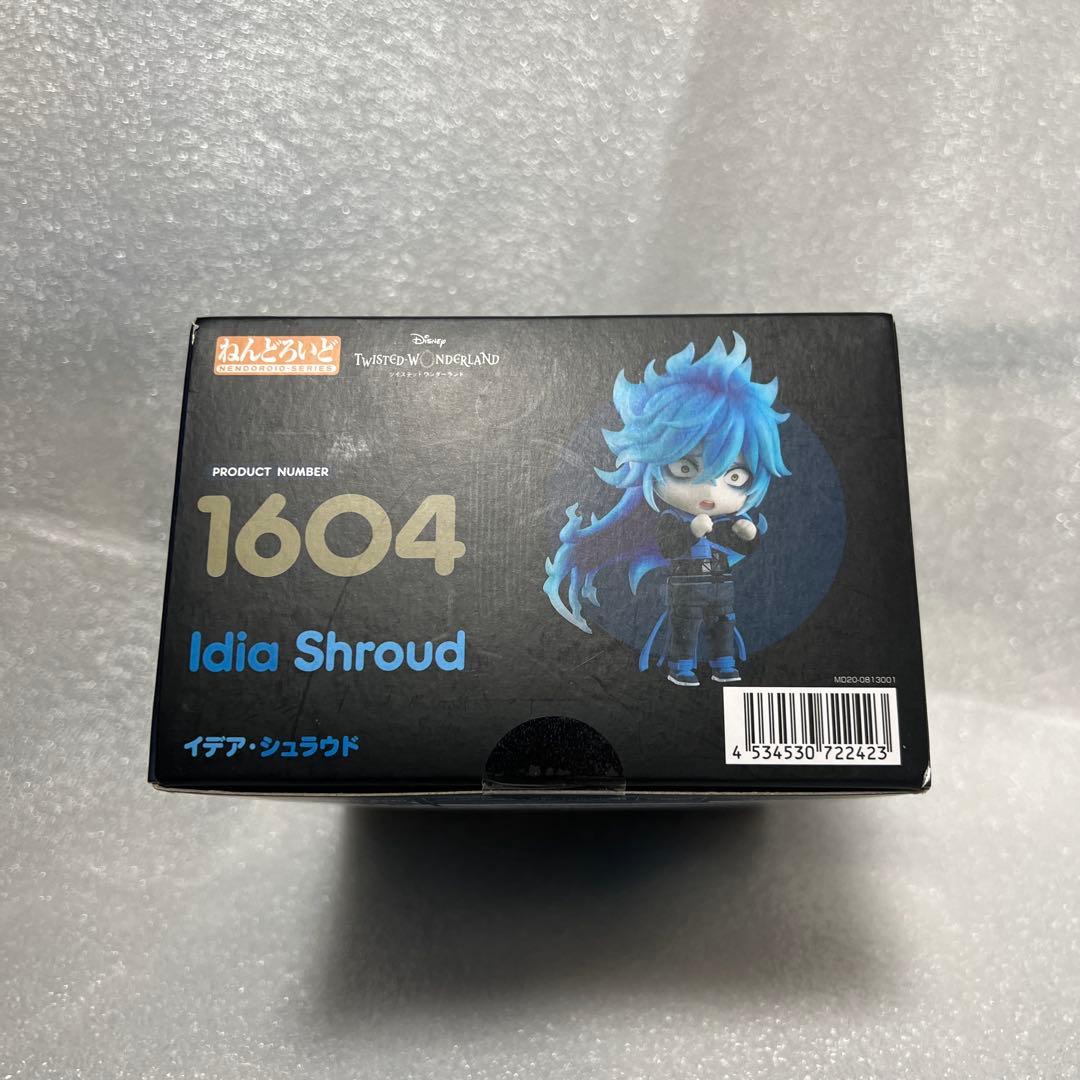 ねんどろいど
NENDOROID-SERIES
Disney
TWISTED-WONDERLAND
ツイステッドワンダーランド
PRODUCT NUMBER
1604
Idia Shroud
イデア・シュラウド
MD20-0813001
4 534530 722423